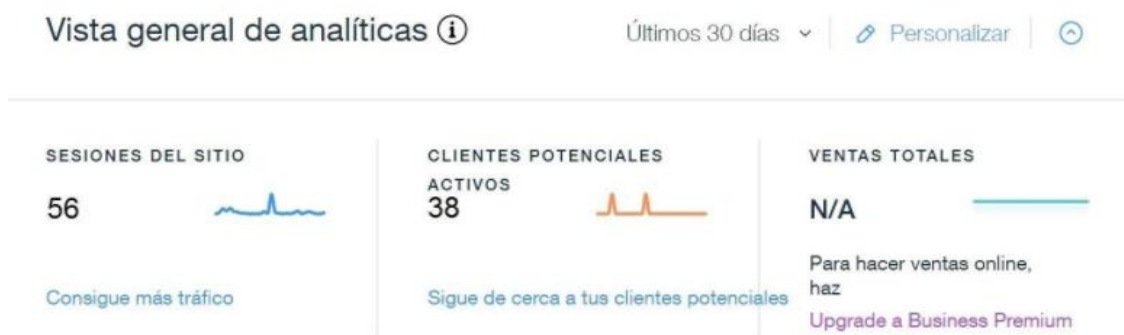 Vista general de analíticas
Últimos 30 días
Personalizar
SESIONES DEL SITIO
56
Consigue más tráfico
CLIENTES POTENCIALES
ACTIVOS
38
Sigue de cerca a tus clientes potenciales
VENTAS TOTALES
N/A
Para hacer ventas online,
haz
Upgrade a Business Premium